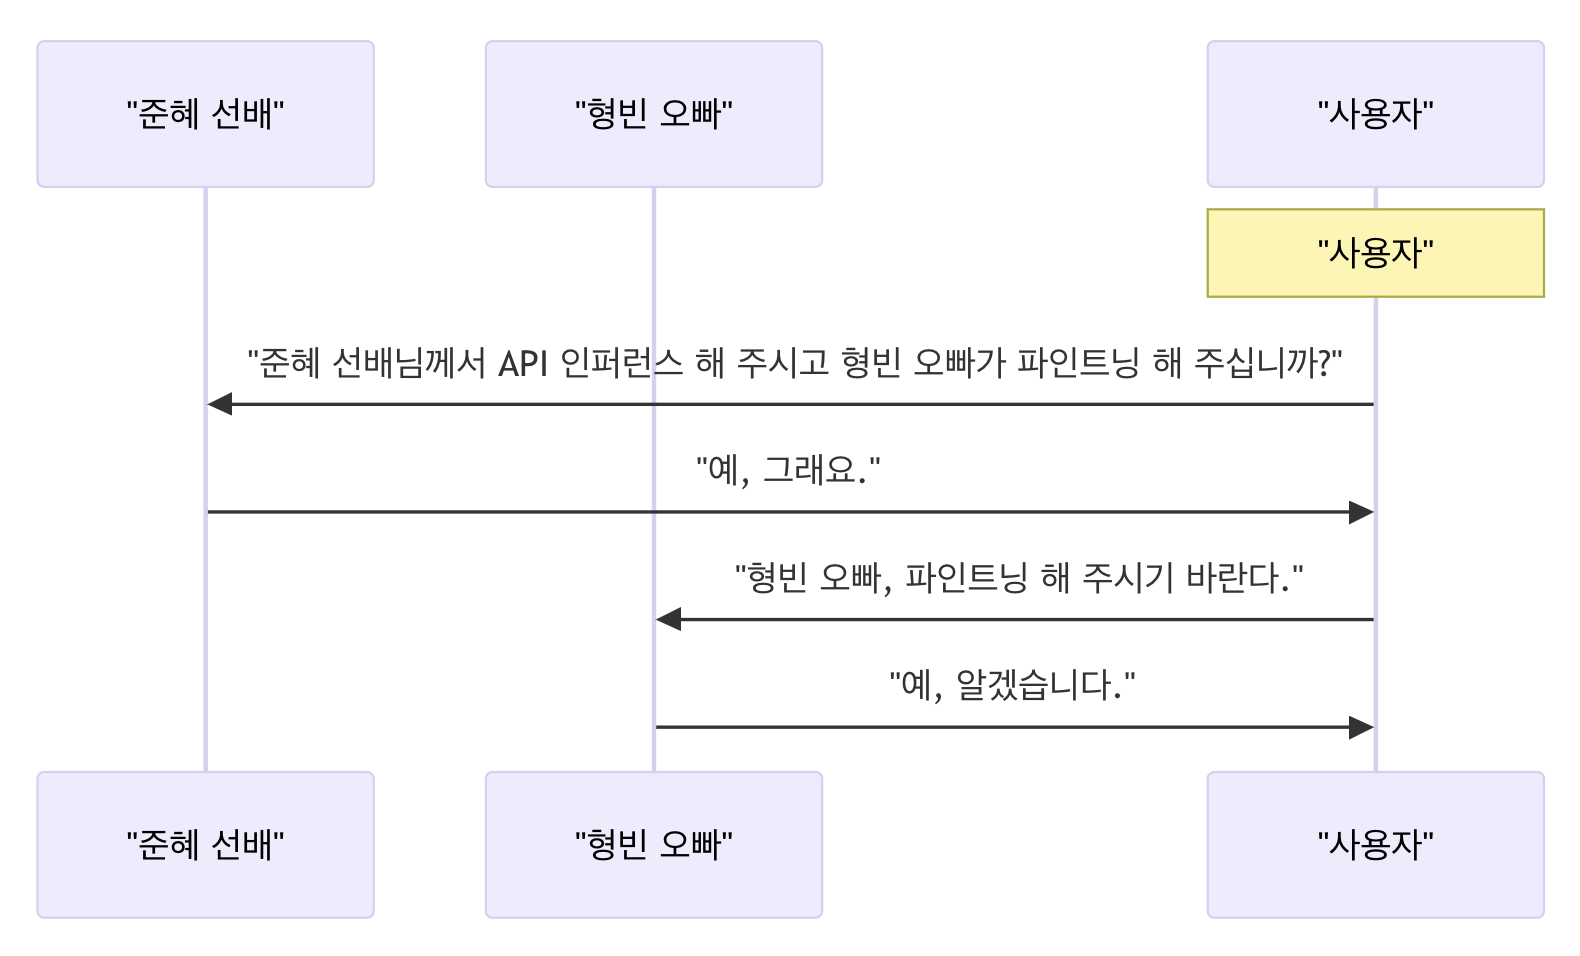 "준혜 선배"
"형빈 오빠"
"사용자"
"사용자"
"준혜 선배님께서 API 인퍼런스 해 주시고 형빈 오빠가 파인트닝 해 주십니까?"
"예, 그래요."
"형빈 오빠, 파인트닝 해 주시기 바란다."
"예, 알겠습니다."
"준혜 선배"
"형빈 오빠"
"사용자"